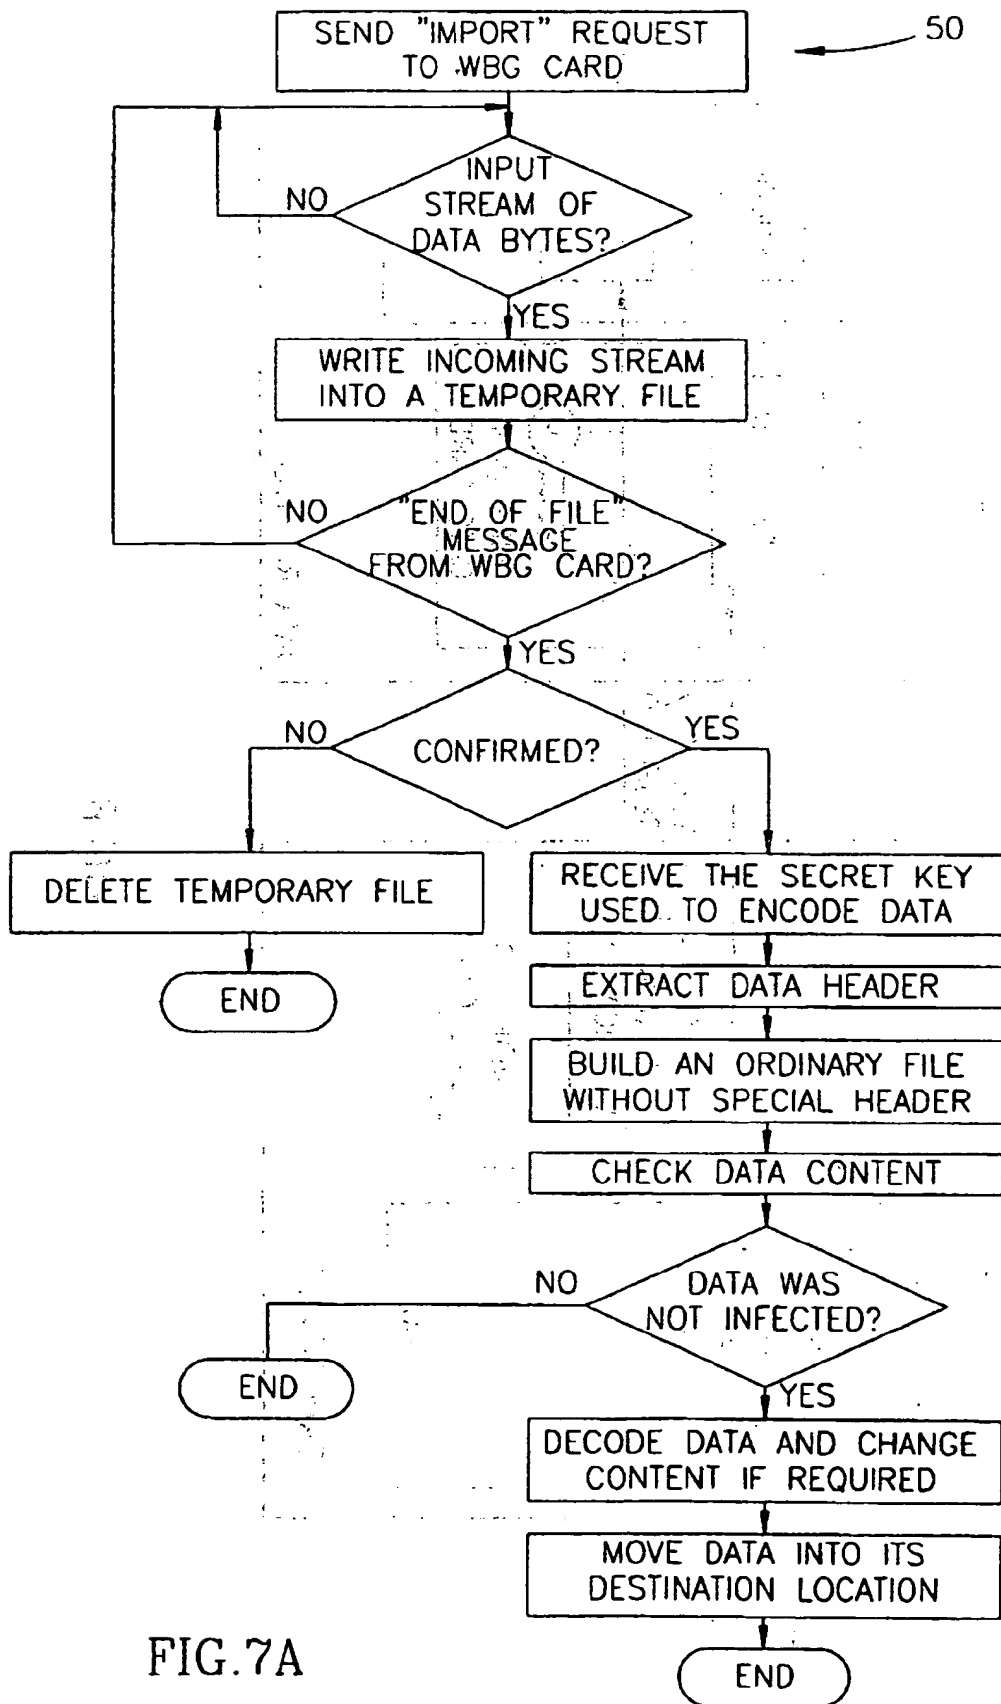 SEND "IMPORT" REQUEST
TO WBG CARD
50
INPUT
STREAM OF
DATA BYTES?
NO
YES
WRITE INCOMING STREAM
INTO A TEMPORARY FILE
"END OF FILE"
MESSAGE
FROM WBG CARD?
NO
YES
CONFIRMED?
NO
YES
DELETE TEMPORARY FILE
END
RECEIVE THE SECRET KEY
USED TO ENCODE DATA
EXTRACT DATA HEADER
BUILD AN ORDINARY FILE
WITHOUT SPECIAL HEADER
CHECK DATA CONTENT
DATA WAS
NOT INFECTED?
NO
END
YES
DECODE DATA AND CHANGE
CONTENT IF REQUIRED
MOVE DATA INTO ITS
DESTINATION LOCATION
END
FIG.7A